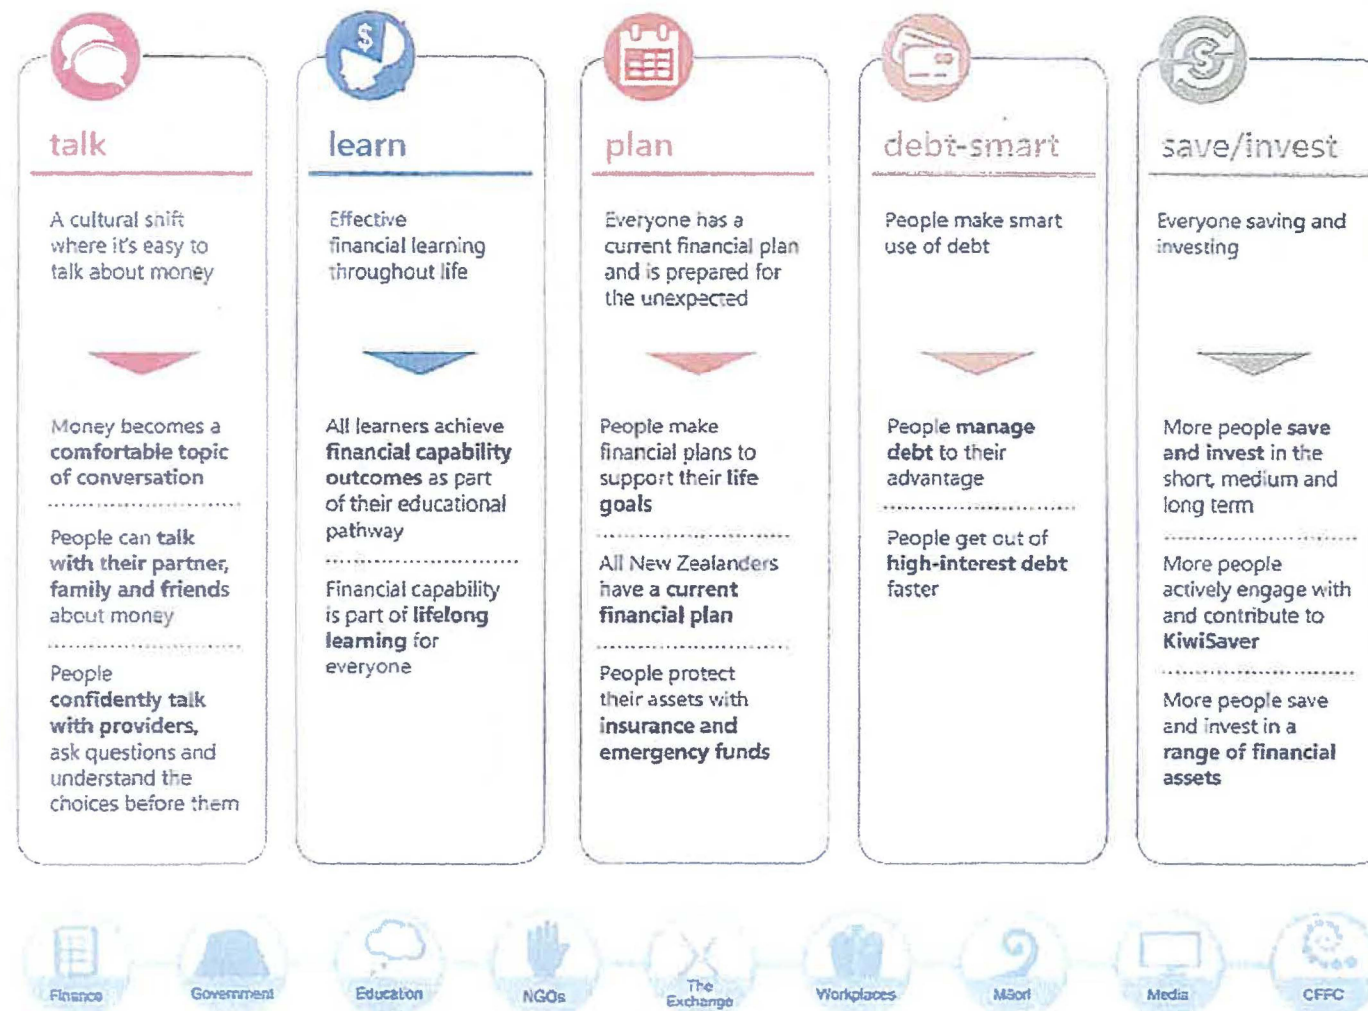 talk
A cultural shift
where it's easy to
talk about money
Money becomes a
comfortable topic
of conversation
People can talk
with their partner,
family and friends
about money
People
confidently talk
with providers,
ask questions and
understand the
choices before them
learn
Effective
financial learning
throughout life
All learners achieve
financial capability
outcomes as part
of their educational
pathway
Financial capability
is part of lifelong
learning for
everyone
plan
Everyone has a
current financial plan
and is prepared for
the unexpected
People make
financial plans to
support their life
goals
All New Zealanders
have a current
financial plan
People protect
their assets with
insurance and
emergency funds
debt-smart
People make smart
use of debt
People manage
debt to their
advantage
People get out of
high-interest debt
faster
save/invest
Everyone saving and
investing
More people save
and invest in the
short, medium and
long term
More people
actively engage with
and contribute to
KiwiSaver
More people save
and invest in a
range of financial
assets
Finance
Government
Education
NGOs
The
Exchange
Workplaces
Māori
Media
CFFC